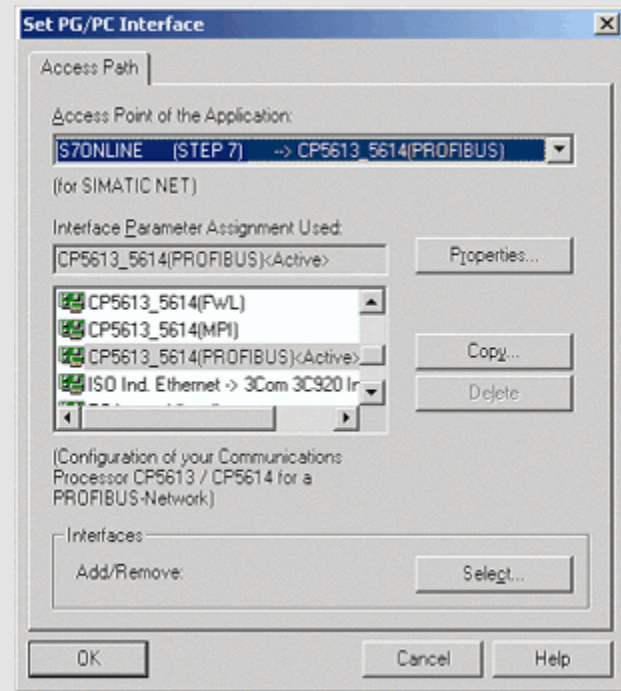 Set PG/PC Interface
Access Path
Access Point of the Application:
S7ONLINE (STEP 7) --> CP5613_5614(PROFIBUS)
(for SIMATIC NET)
Interface Parameter Assignment Used:
CP5613_5614(PROFIBUS)<Active>
Properties...
CP5613_5614(FWL)
CP5613_5614(MPI)
CP5613_5614(PROFIBUS)<Active>
Copy...
ISO Ind. Ethernet -> 3Com 3C920 In
Delete
(Configuration of your Communications
Processor CP5613 / CP5614 for a
PROFIBUS-Network)
Interfaces
Add/Remove:
Select...
OK
Cancel
Help